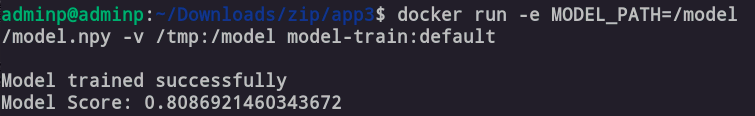 adminp@adminp:~/Downloads/zip/app3$ docker run -e MODEL_PATH=/model
/model.npy -v /tmp:/model model-train:default
Model trained successfully
Model Score: 0.8086921460343672